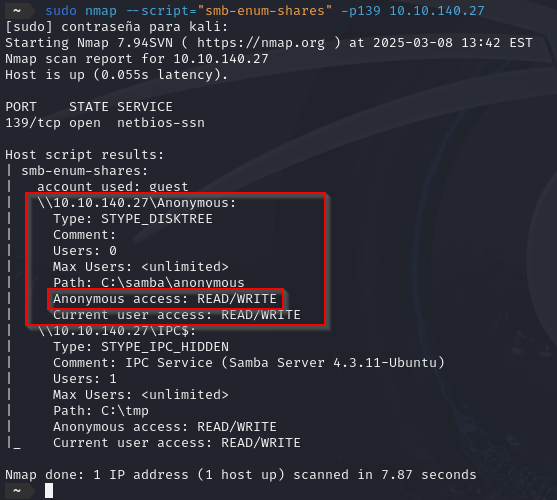 ~ sudo nmap --script="smb-enum-shares" -p139 10.10.140.27
[sudo] contraseña para kali:
Starting Nmap 7.94SVN ( https://nmap.org ) at 2025-03-08 13:42 EST
Nmap scan report for 10.10.140.27
Host is up (0.055s latency).

PORT    STATE SERVICE
139/tcp open  netbios-ssn

Host script results:
| smb-enum-shares:
|   account used: guest
|   \\10.10.140.27\Anonymous:
|     Type: STYPE_DISKTREE
|     Comment:
|     Users: 0
|     Max Users: <unlimited>
|     Path: C:\samba\anonymous
|     Anonymous access: READ/WRITE
|     Current user access: READ/WRITE
|   \\10.10.140.27\IPC$:
|     Type: STYPE_IPC_HIDDEN
|     Comment: IPC Service (Samba Server 4.3.11-Ubuntu)
|     Users: 1
|     Max Users: <unlimited>
|     Path: C:\tmp
|     Anonymous access: READ/WRITE
|_    Current user access: READ/WRITE

Nmap done: 1 IP address (1 host up) scanned in 7.87 seconds
~